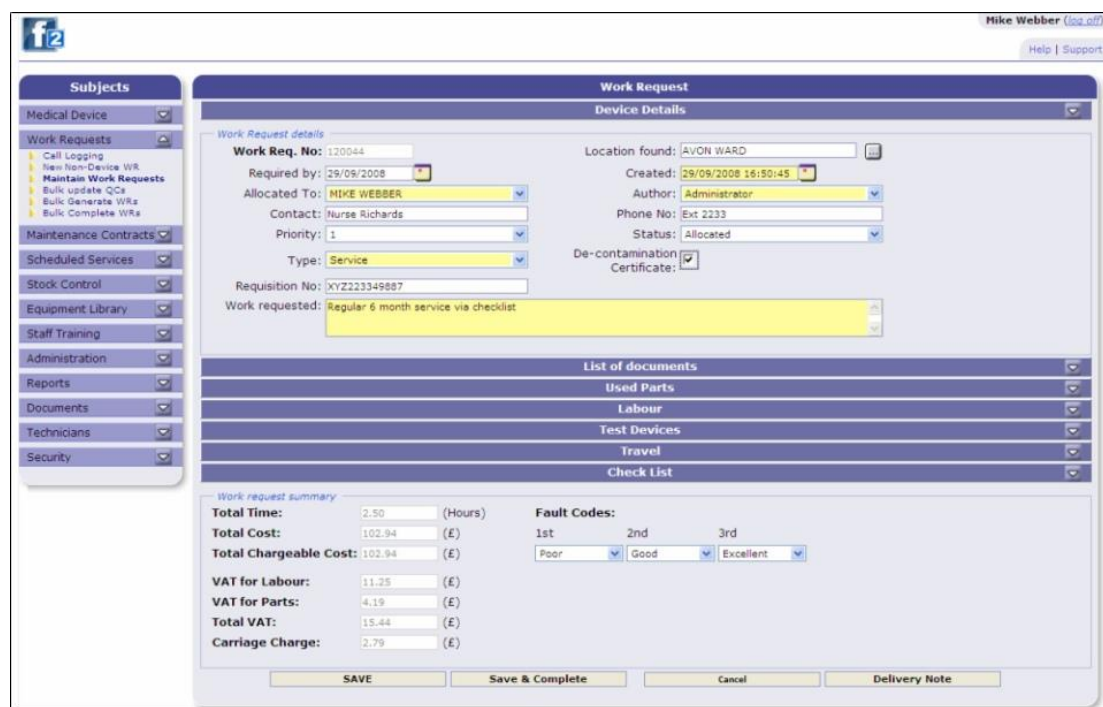 f2
Mike Webber (log off)
Help | Support
Subjects
Medical Device
Work Requests
Call Logging
New Non-Device WR
Maintain Work Requests
Bulk update QCs
Bulk Generate WRs
Bulk Complete WRs
Maintenance Contracts
Scheduled Services
Stock Control
Equipment Library
Staff Training
Administration
Reports
Documents
Technicians
Security
Work Request
Device Details
Work Request details
Work Req. No: 120044 Location found: AVON WARD
Required by: 29/09/2008 Created: 29/09/2008 16:50:45
Allocated To: MIKE WEBBER Author: Administrator
Contact: Nurse Richards Phone No: Ext 2233
Priority: 1 Status: Allocated
Type: Service De-contamination Certificate:
Requisition No: XYZ223349887
Work requested: Regular 6 month service via checklist
List of documents
Used Parts
Labour
Test Devices
Travel
Check List
Work request summary
Total Time: 2.50 (Hours) Fault Codes:
Total Cost: 102.94 (£) 1st 2nd 3rd
Total Chargeable Cost: 102.94 (£) Poor Good Excellent
VAT for Labour: 11.25 (£)
VAT for Parts: 4.19 (£)
Total VAT: 15.44 (£)
Carriage Charge: 2.79 (£)
SAVE Save & Complete Cancel Delivery Note